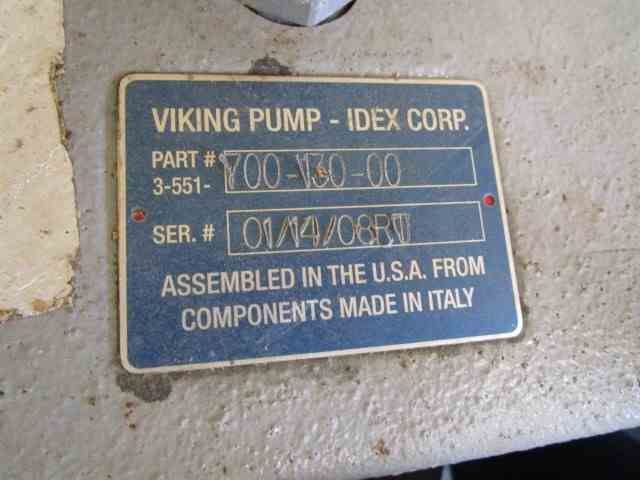 VIKING PUMP - IDEX CORP.
PART # 700-130-00
3-551-
SER. # 01/14/08RT
ASSEMBLED IN THE U.S.A. FROM
COMPONENTS MADE IN ITALY